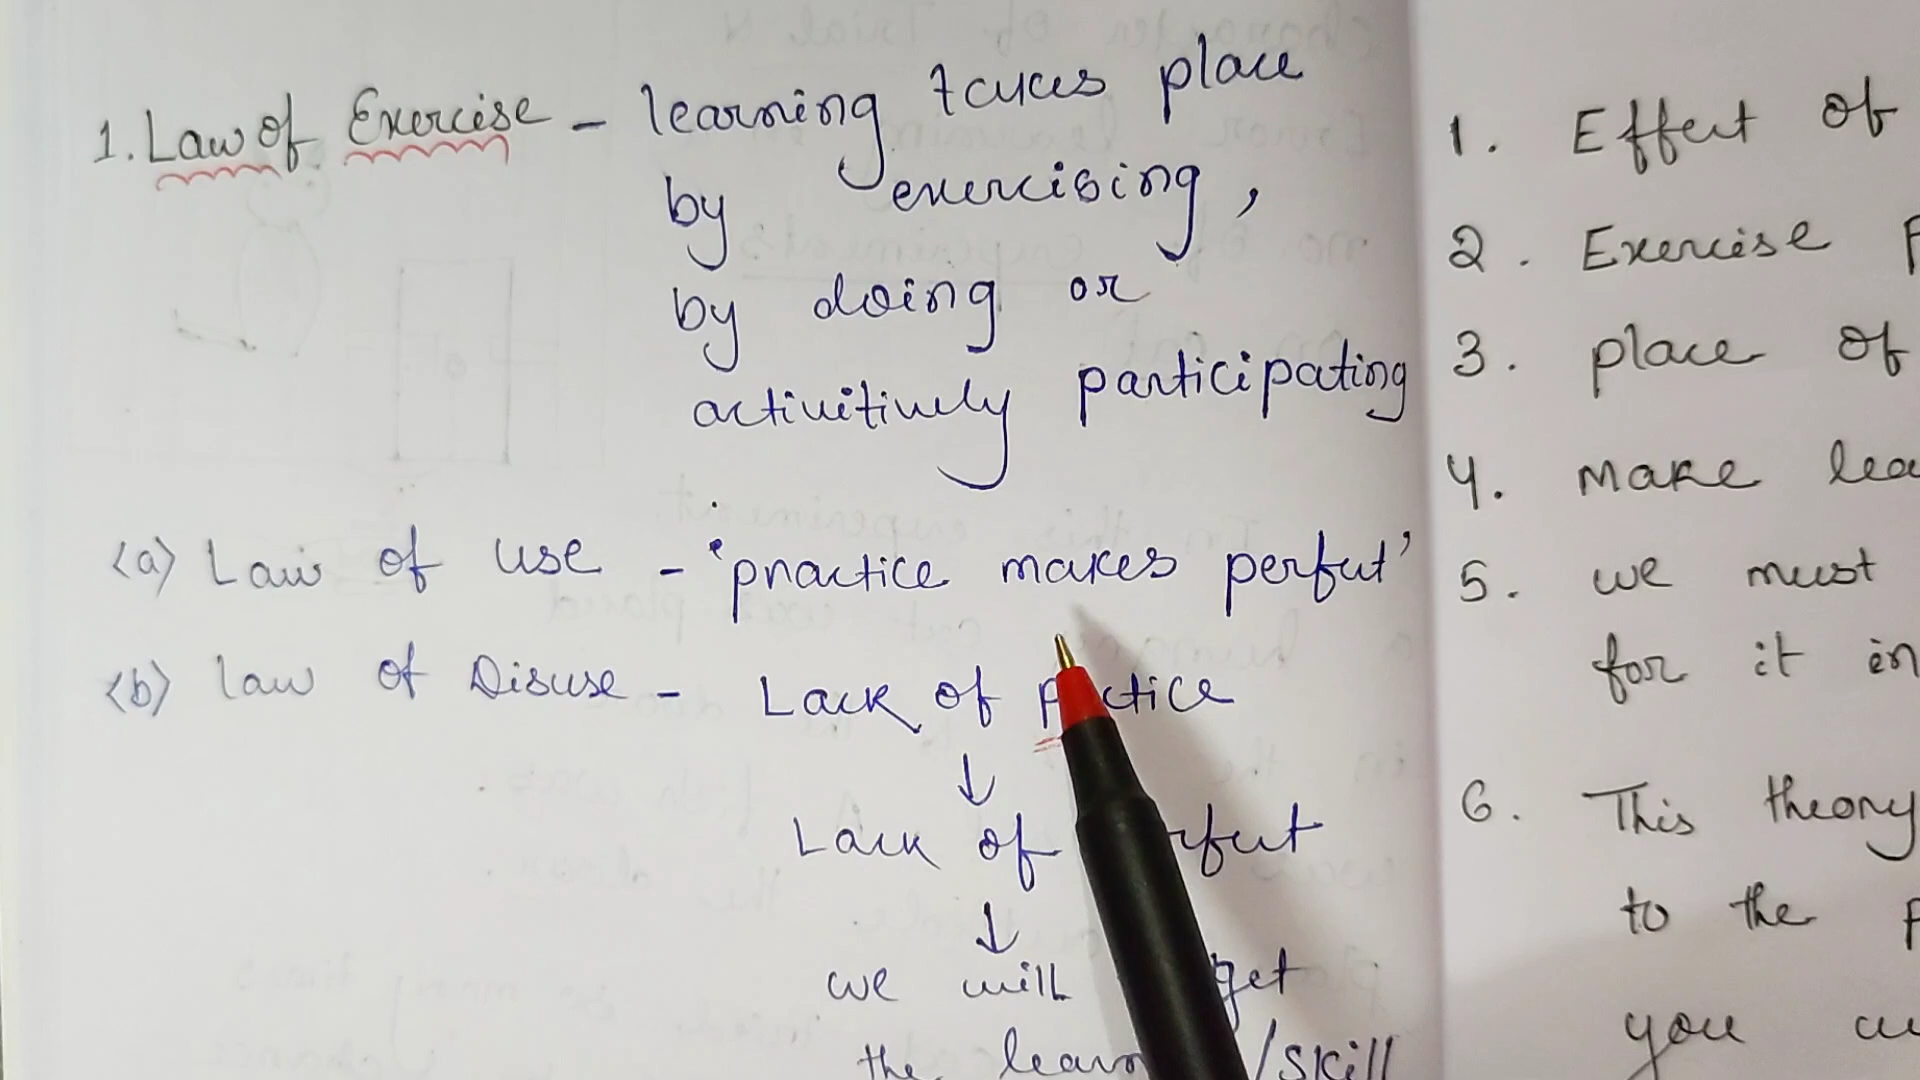 1. Law of Exercise - learning takes place
by exercising,
by doing or
activitively participating
(a) Law of use - 'practice makes perfect'
(b) law of Disuse - Lack of
↓
Lack of
↓
we will
the /skill
1. Effect of
2. Exercise
3. place of
4. Make
5. we must
for it in
6. This theory
to the
you